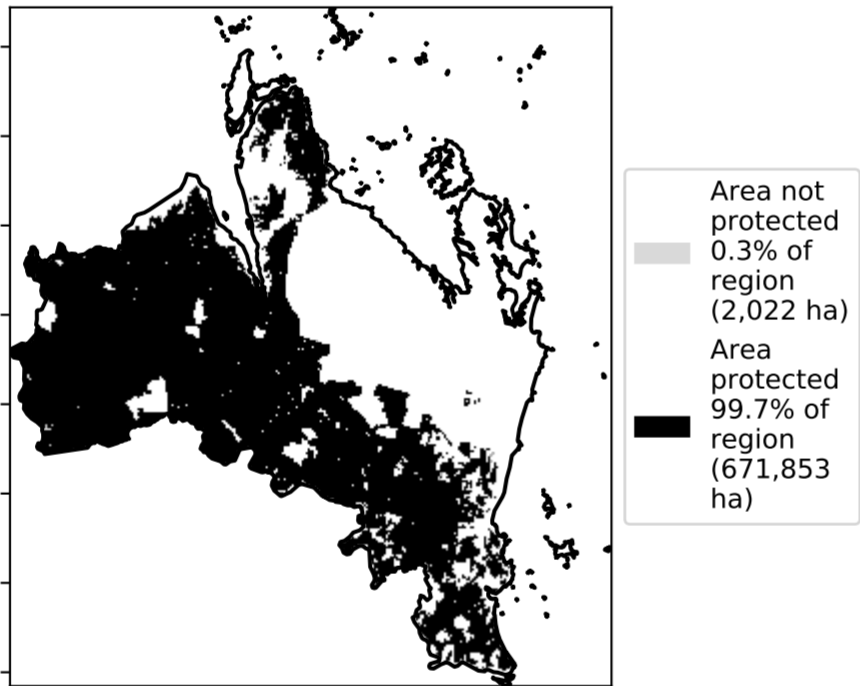 Area not
protected
0.3% of
region
(2,022 ha)
Area
protected
99.7% of
region
(671,853
ha)